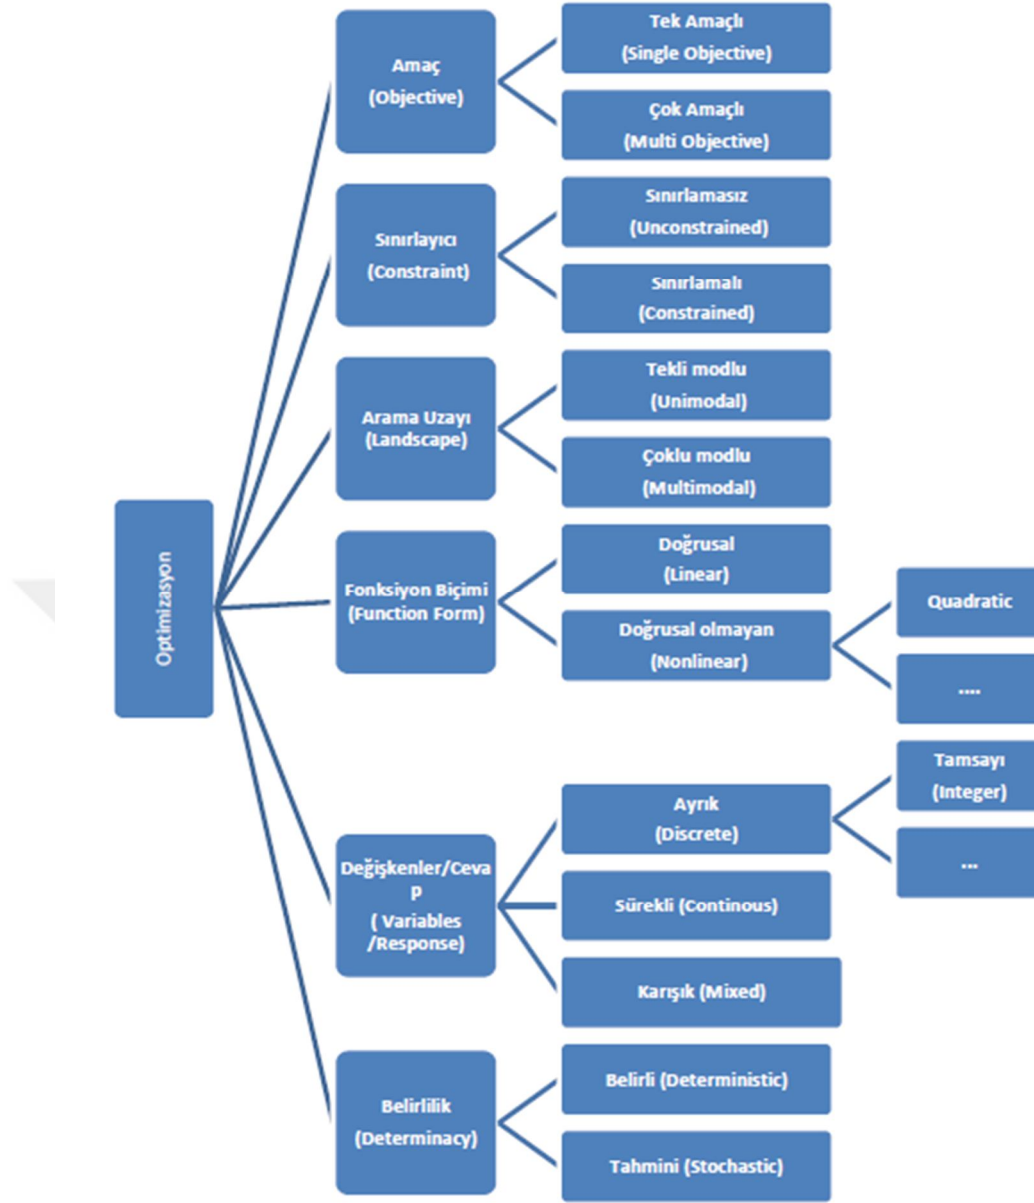 Optimizasyon
Amaç
(Objective)
Tek Amaçlı
(Single Objective)
Çok Amaçlı
(Multi Objective)
Sınırlayıcı
(Constraint)
Sınırlamasız
(Unconstrained)
Sınırlamalı
(Constrained)
Arama Uzayı
(Landscape)
Tekli modlu
(Unimodal)
Çoklu modlu
(Multimodal)
Fonksiyon Biçimi
(Function Form)
Doğrusal
(Linear)
Doğrusal olmayan
(Nonlinear)
Quadratic
....
Değişkenler/Ceva
p
( Variables
/Response)
Ayrık
(Discrete)
Tamsayı
(Integer)
...
Sürekli (Continous)
Karışık (Mixed)
Belirlilik
(Determinacy)
Belirli (Deterministic)
Tahmini (Stochastic)